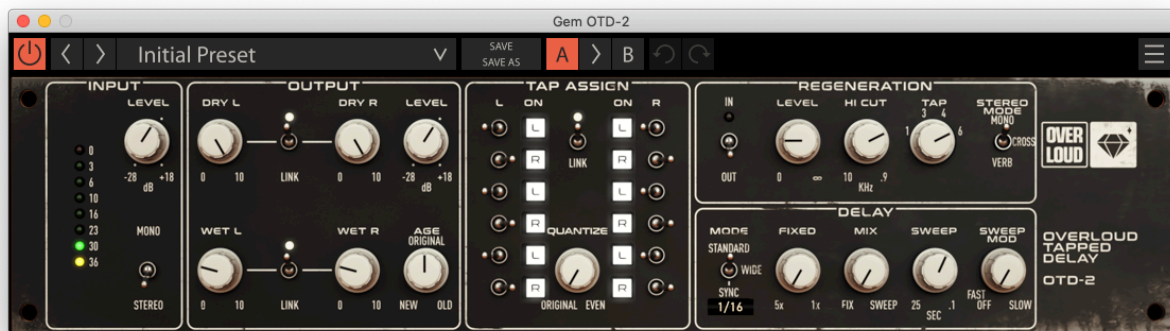 Gem OTD-2
Initial Preset
SAVE
SAVE AS
A
B
INPUT
LEVEL
-28 +18
dB
0
3
6
10
16
23
30
36
MONO
STEREO
OUTPUT
DRY L
DRY R
LEVEL
0 10
LINK
0 10
-28 +18
dB
WET L
WET R
AGE
ORIGINAL
0 10
LINK
0 10
NEW OLD
TAP ASSIGN
L ON
ON R
L
L
LINK
R
R
L
L
R
R
QUANTIZE
L
L
R
R
ORIGINAL EVEN
REGENERATION
IN
OUT
LEVEL
0 ∞
HI CUT
10 .9
KHz
TAP
1 3 4 6
STEREO
MODE
MONO
CROSS
VERB
DELAY
MODE
STANDARD
WIDE
SYNC
1/16
FIXED
5x 1x
MIX
FIX SWEEP
SWEEP
25 .1
SEC
SWEEP
MOD
FAST
OFF SLOW
OVER
LOUD
OVERLOUD
TAPPED
DELAY
OTD-2